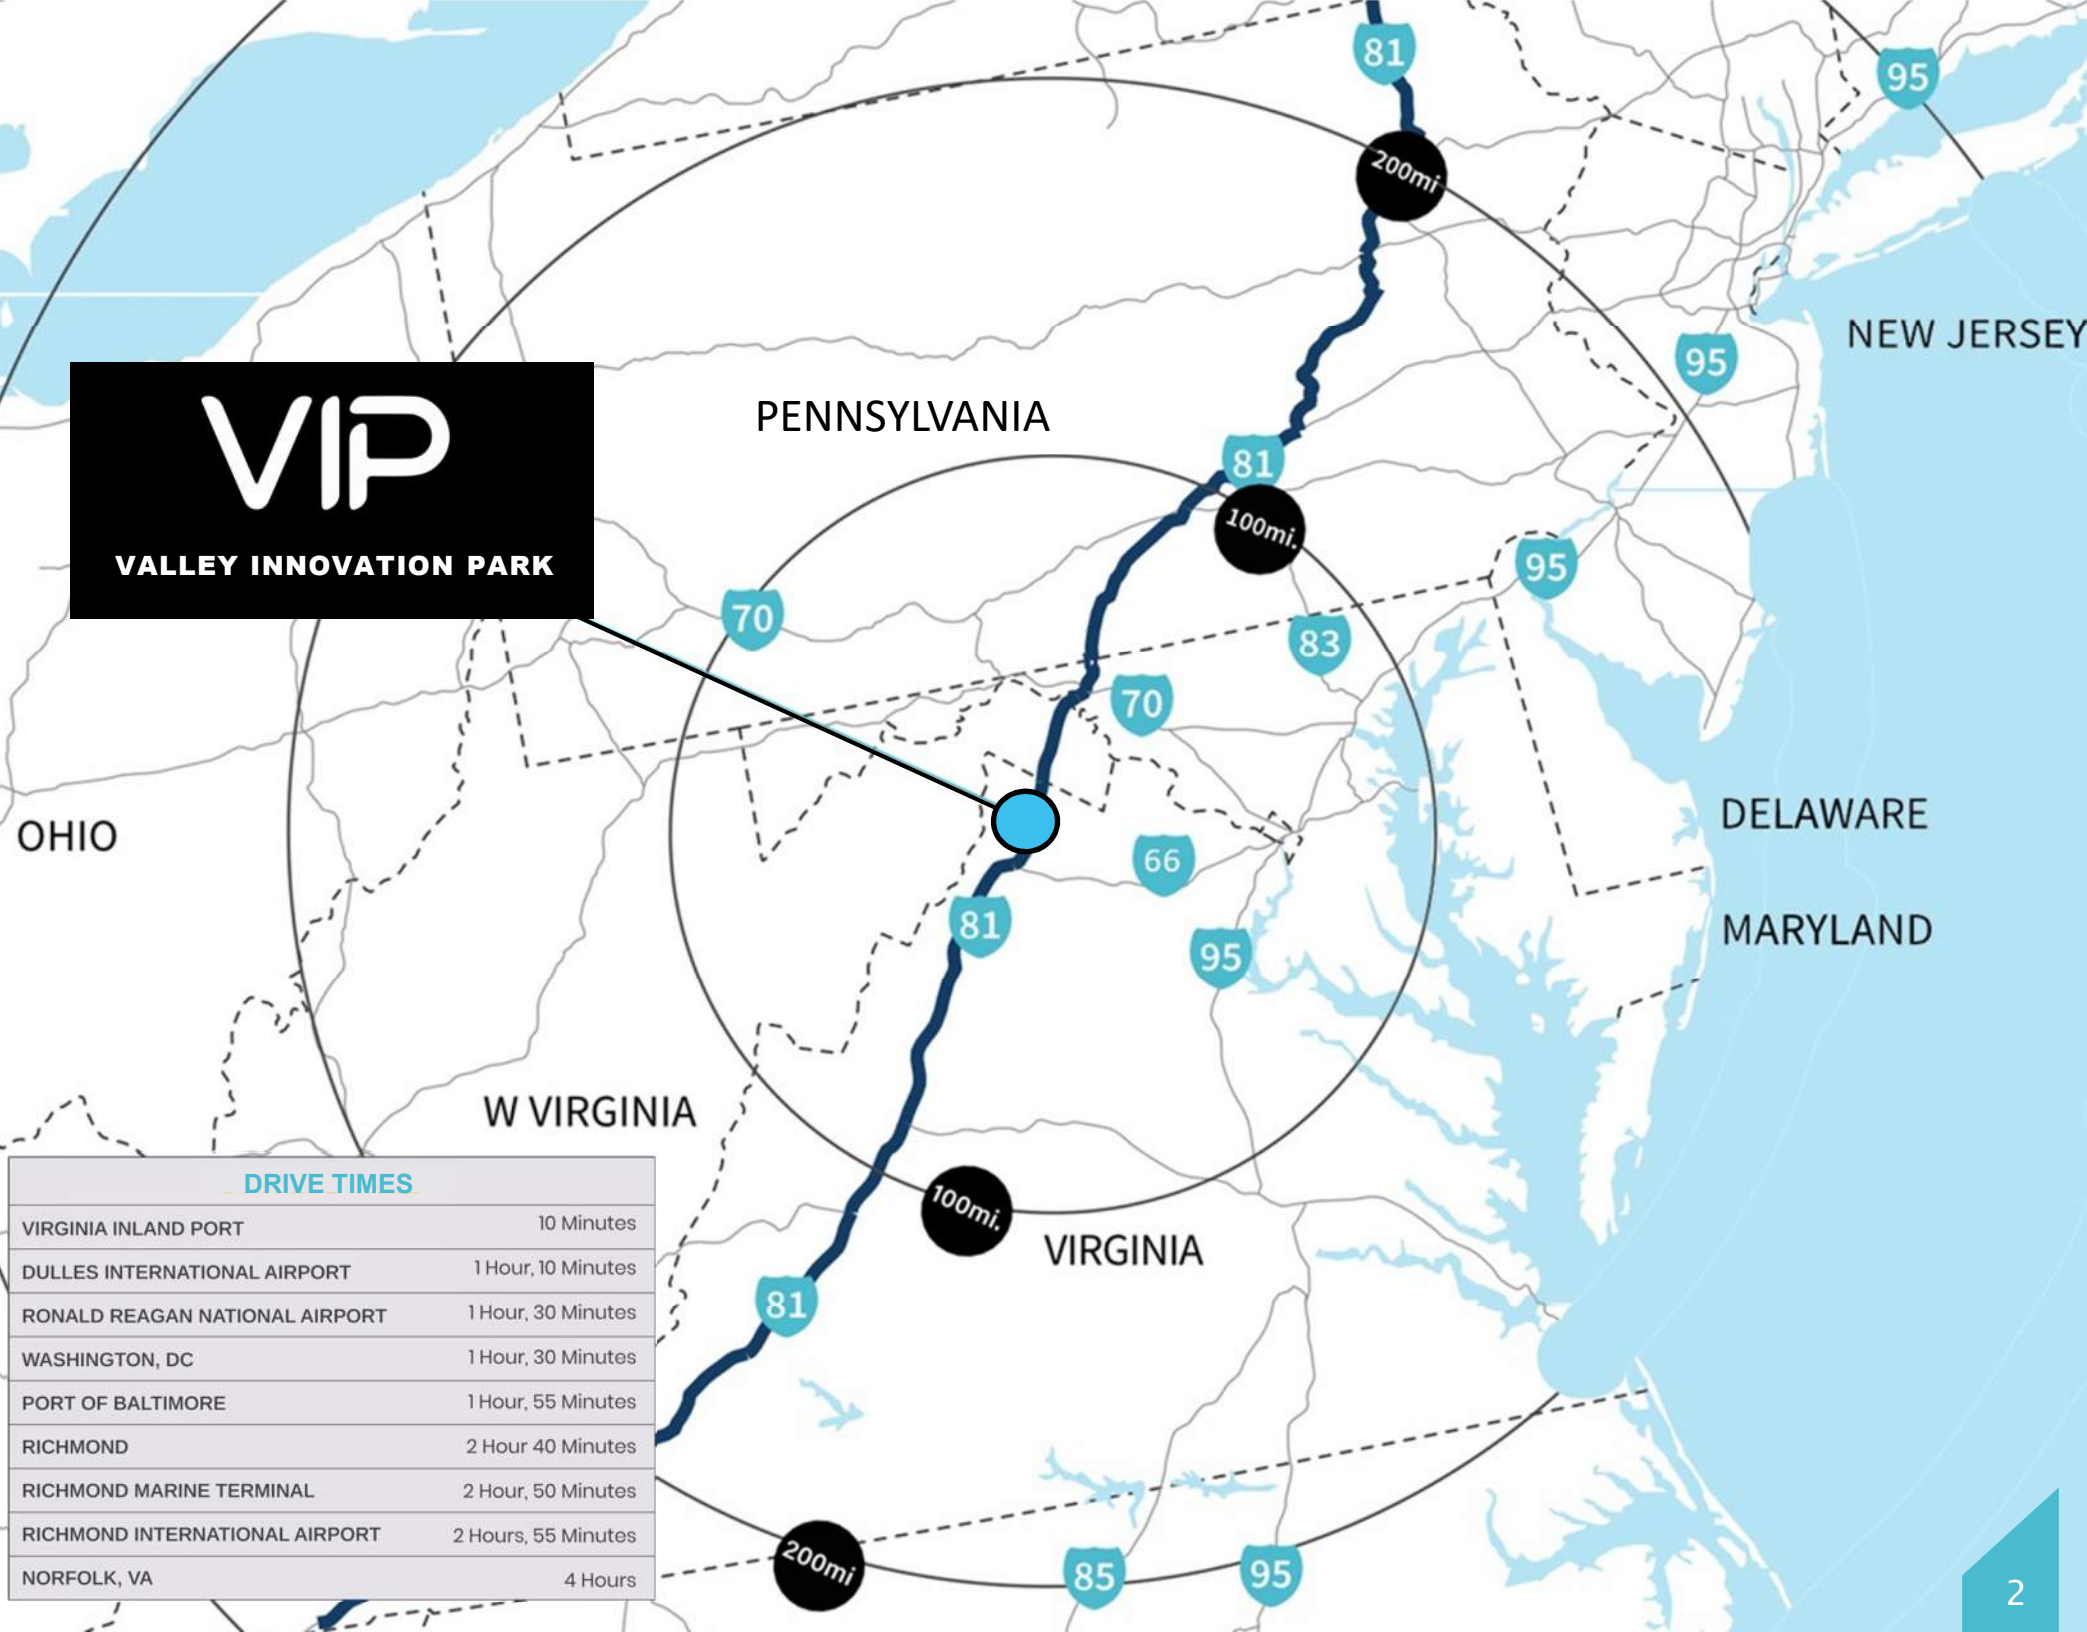 81
95
200mi
NEW JERSEY
95
VIP
VALLEY INNOVATION PARK
PENNSYLVANIA
81
100mi.
95
70
83
70
OHIO
DELAWARE
66
81
MARYLAND
95
W VIRGINIA
100mi.
VIRGINIA
81
DRIVE TIMES
VIRGINIA INLAND PORT 10 Minutes
DULLES INTERNATIONAL AIRPORT 1 Hour, 10 Minutes
RONALD REAGAN NATIONAL AIRPORT 1 Hour, 30 Minutes
WASHINGTON, DC 1 Hour, 30 Minutes
PORT OF BALTIMORE 1 Hour, 55 Minutes
RICHMOND 2 Hour 40 Minutes
RICHMOND MARINE TERMINAL 2 Hour, 50 Minutes
RICHMOND INTERNATIONAL AIRPORT 2 Hours, 55 Minutes
NORFOLK, VA 4 Hours
200mi
85
95
2